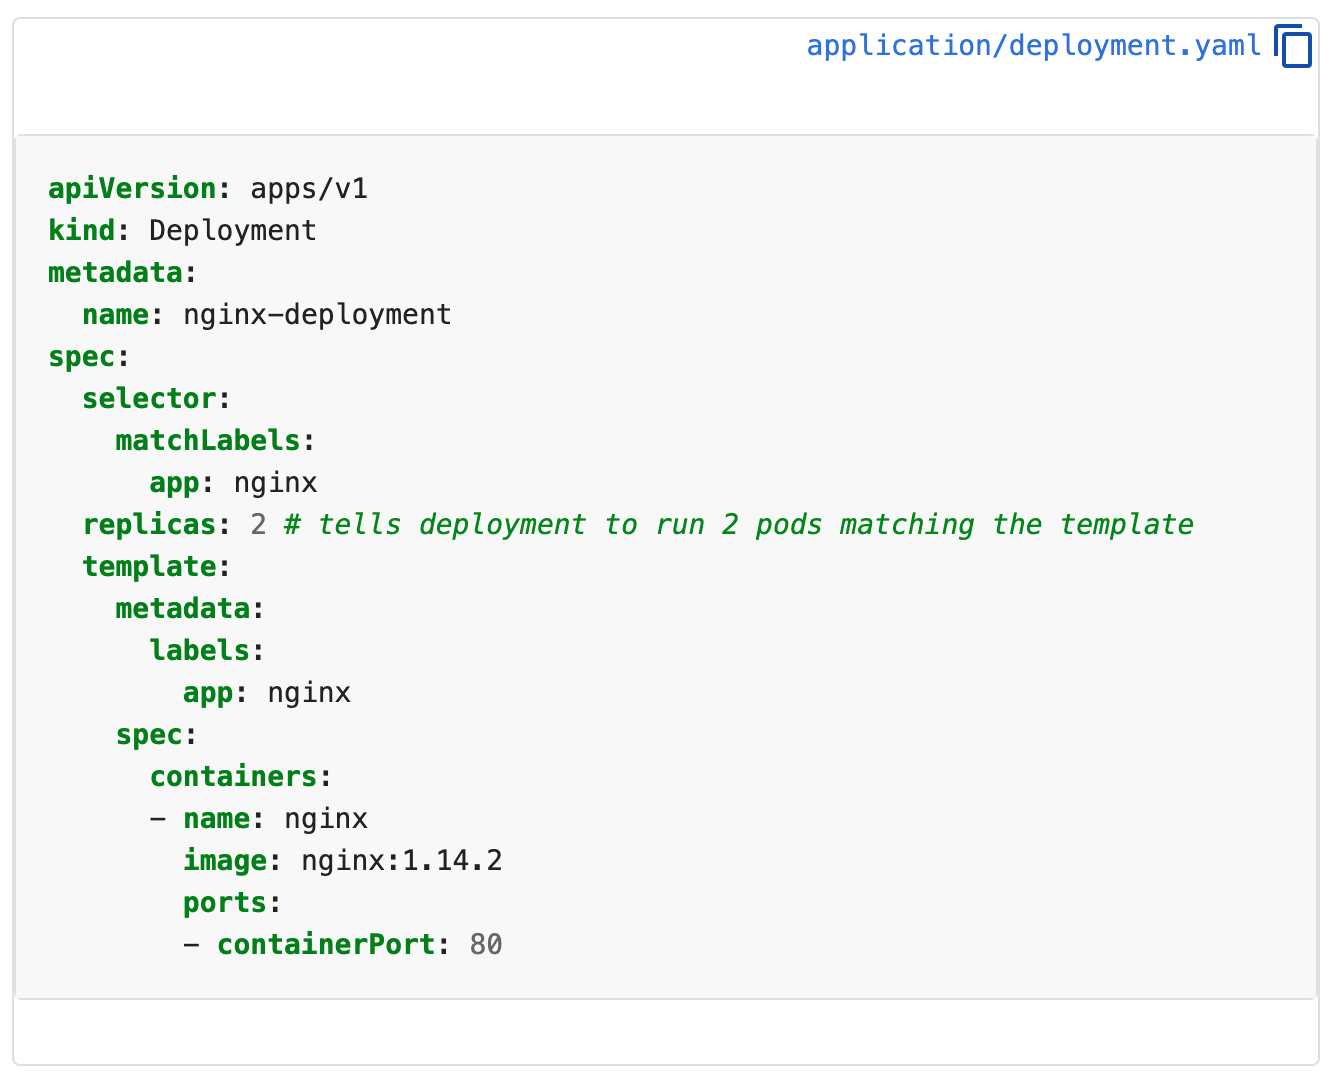 application/deployment.yaml
apiVersion: apps/v1
kind: Deployment
metadata:
  name: nginx-deployment
spec:
  selector:
    matchLabels:
      app: nginx
  replicas: 2 # tells deployment to run 2 pods matching the template
  template:
    metadata:
      labels:
        app: nginx
    spec:
      containers:
      - name: nginx
        image: nginx:1.14.2
        ports:
        - containerPort: 80